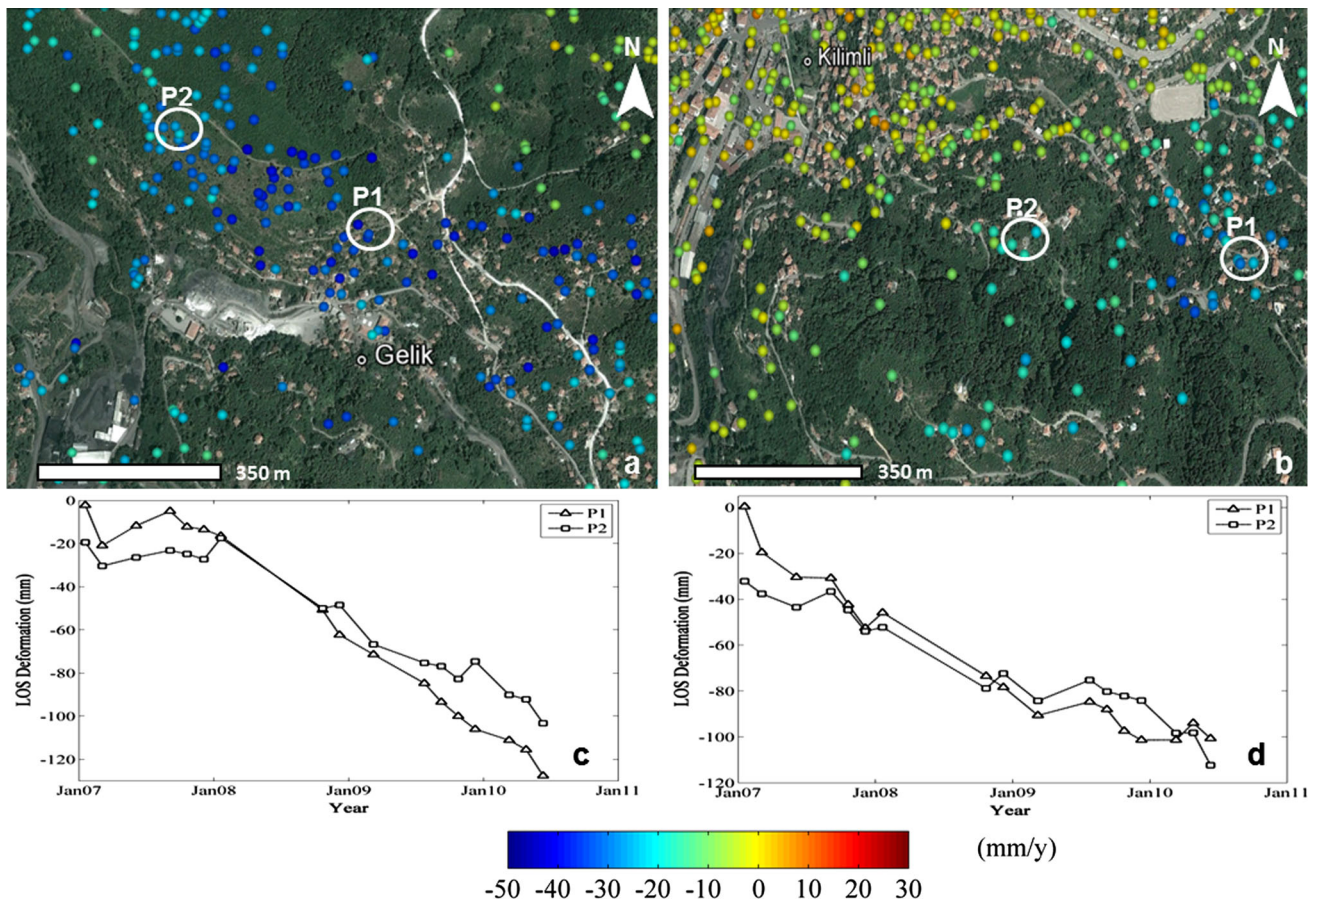 P2
N
P1
Gelik
350 m
a
Kilimli
N
P2
P1
350 m
b
0
-20
-40
-60
-80
-100
-120
LOS Deformation (mm)
P1
P2
c
Jan07 Jan08 Jan09 Jan10 Jan11
Year
0
-20
-40
-60
-80
-100
-120
LOS Deformation (mm)
P1
P2
d
Jan07 Jan08 Jan09 Jan10 Jan11
Year
(mm/y)
-50 -40 -30 -20 -10 0 10 20 30